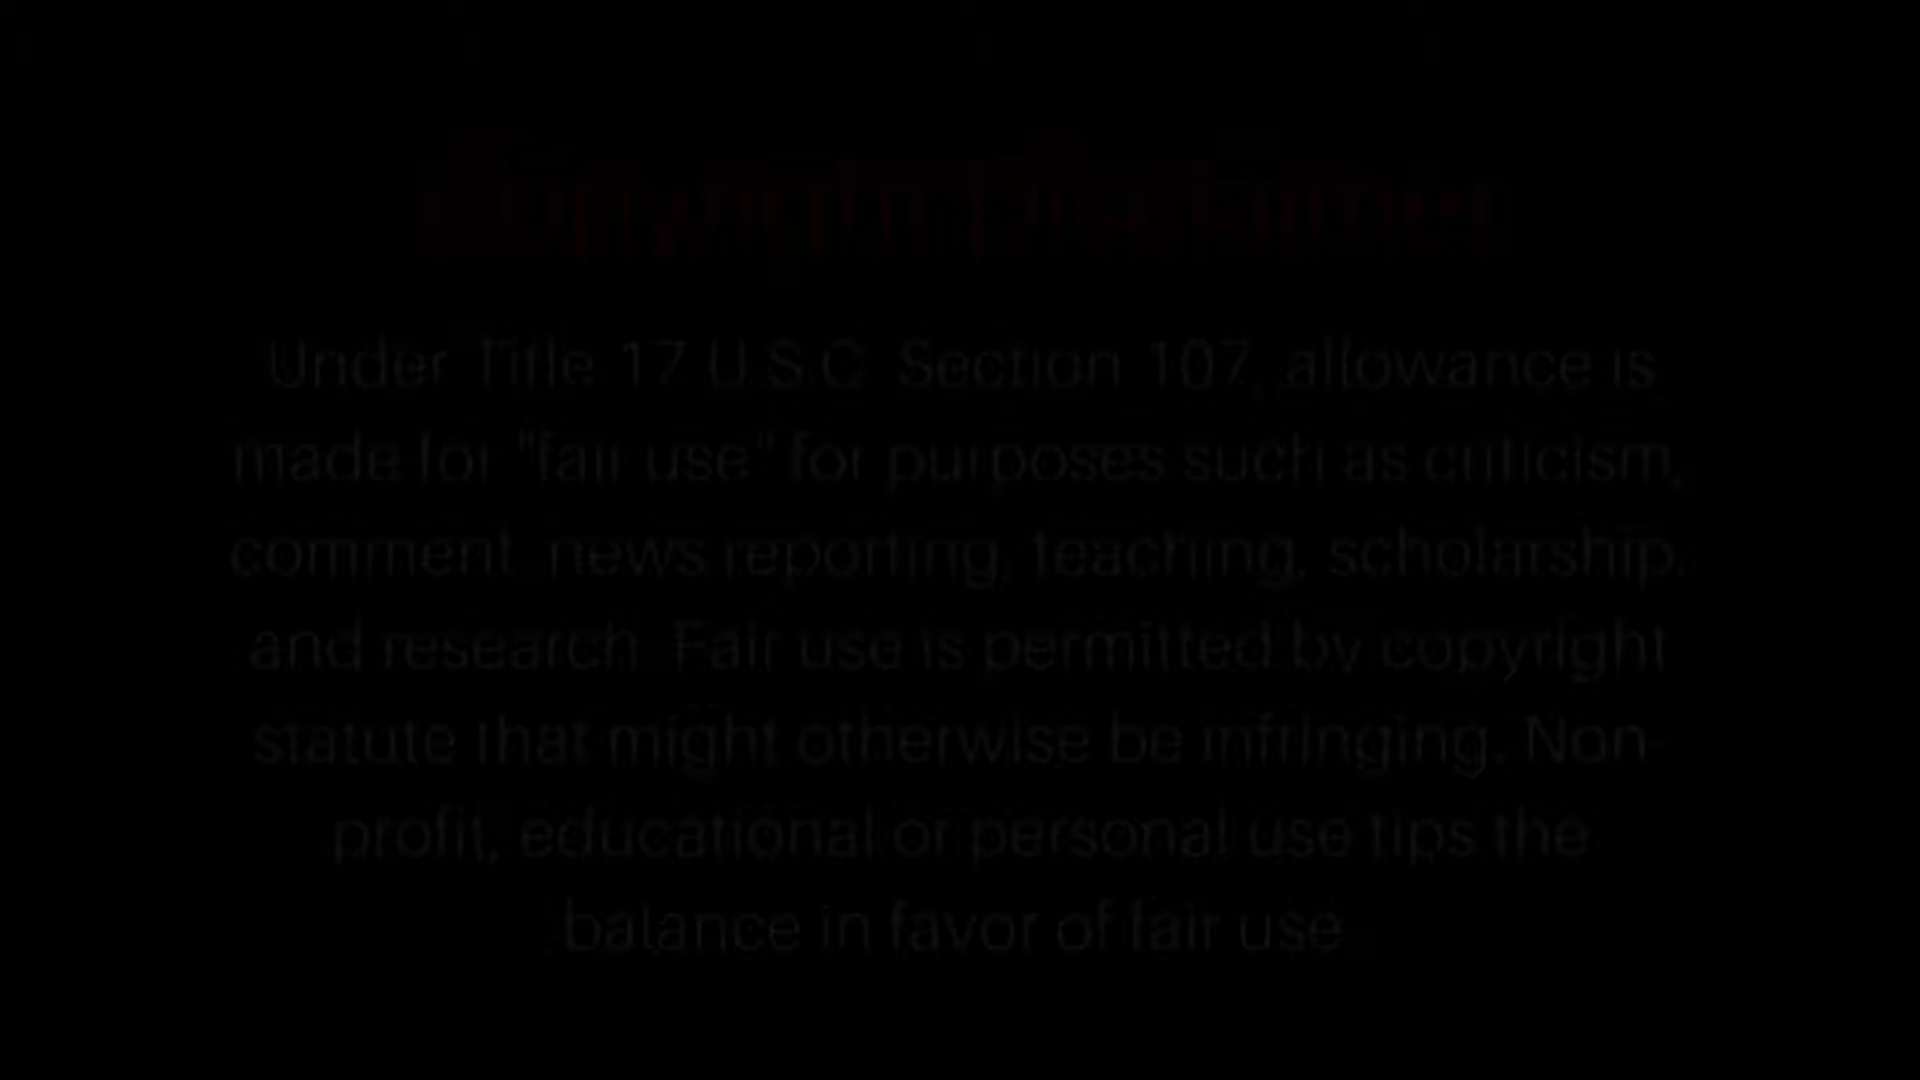 Copyright Disclaimer
Under Title 17 U.S.C. Section 107, allowance is
made for "fair use" for purposes such as criticism,
comment, news reporting, teaching, scholarship,
and research. Fair use is permitted by copyright
statute that might otherwise be infringing. Non-
profit, educational or personal use tips the
balance in favor of fair use.